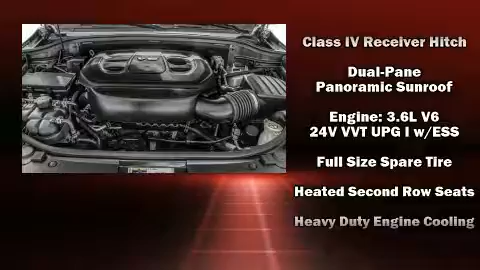 Class IV Receiver Hitch
Dual-Pane
Panoramic Sunroof
Engine: 3.6L V6
24V VVT UPG I w/ESS
Full Size Spare Tire
Heated Second Row Seats
Heavy Duty Engine Cooling